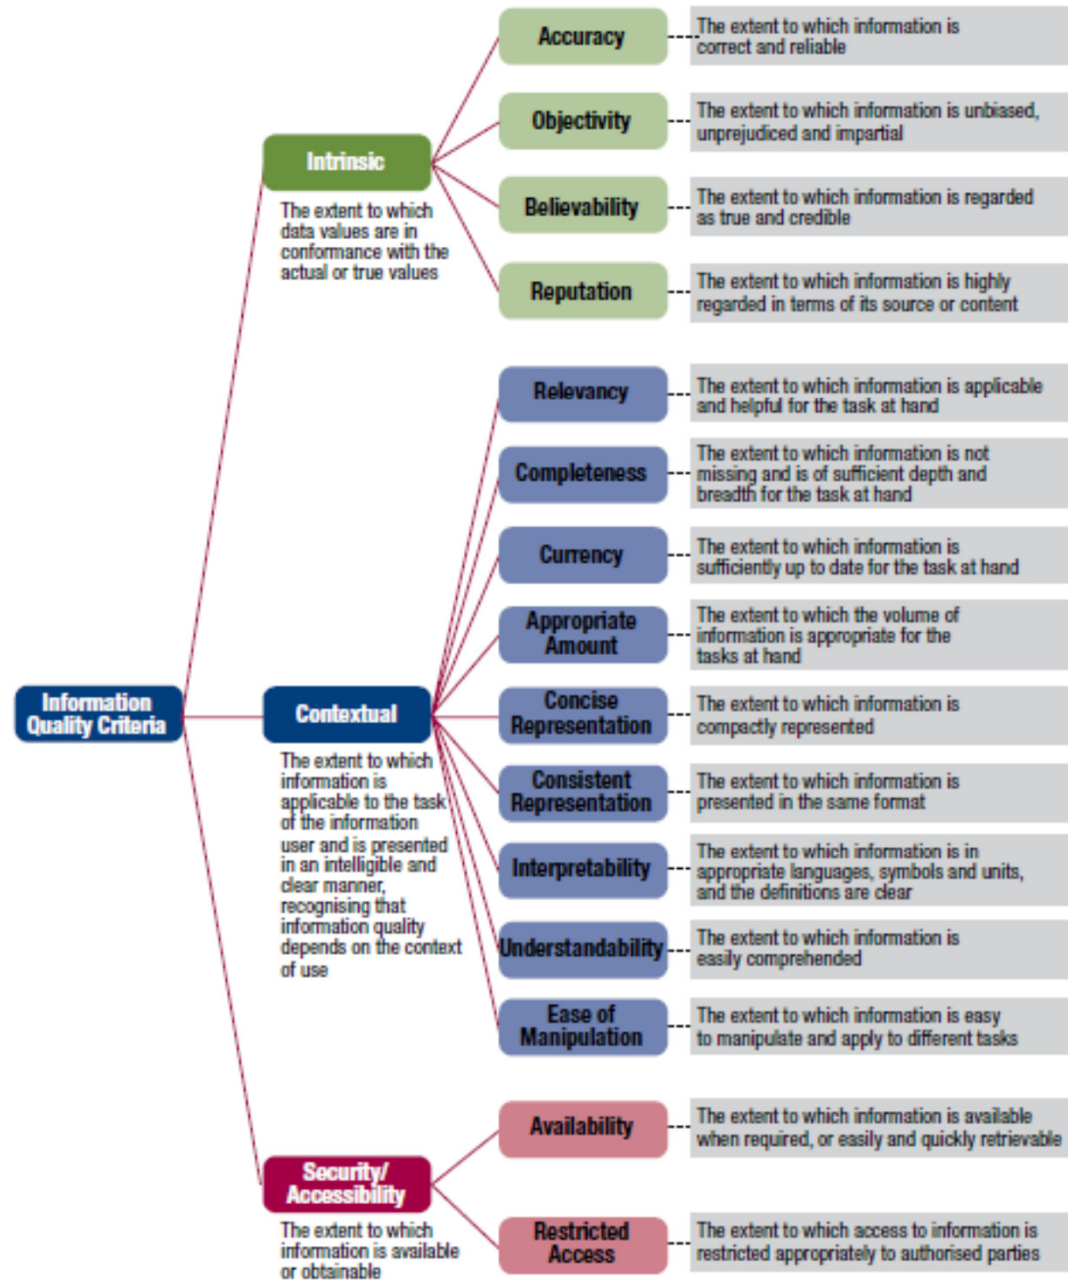 Information
Quality Criteria
Intrinsic
The extent to which
data values are in
conformance with the
actual or true values
Accuracy
The extent to which information is
correct and reliable
Objectivity
The extent to which information is unbiased,
unprejudiced and impartial
Believability
The extent to which information is regarded
as true and credible
Reputation
The extent to which information is highly
regarded in terms of its source or content
Contextual
The extent to which
information is
applicable to the task
of the information
user and is presented
in an intelligible and
clear manner,
recognising that
information quality
depends on the context
of use
Relevancy
The extent to which information is applicable
and helpful for the task at hand
Completeness
The extent to which information is not
missing and is of sufficient depth and
breadth for the task at hand
Currency
The extent to which information is
sufficiently up to date for the task at hand
Appropriate
Amount
The extent to which the volume of
information is appropriate for the
tasks at hand
Concise
Representation
The extent to which information is
compactly represented
Consistent
Representation
The extent to which information is
presented in the same format
Interpretability
The extent to which information is in
appropriate languages, symbols and units,
and the definitions are clear
Understandability
The extent to which information is
easily comprehended
Ease of
Manipulation
The extent to which information is easy
to manipulate and apply to different tasks
Security/
Accessibility
The extent to which
information is available
or obtainable
Availability
The extent to which information is available
when required, or easily and quickly retrievable
Restricted
Access
The extent to which access to information is
restricted appropriately to authorised parties